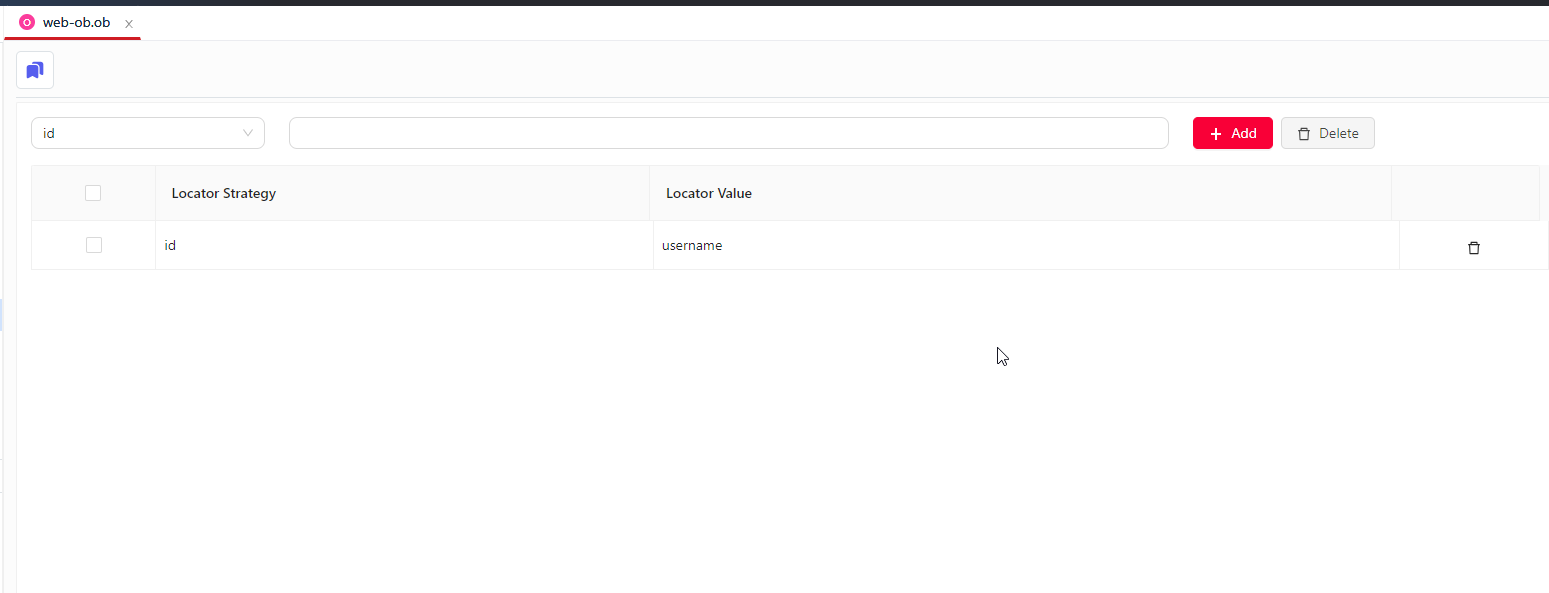 O web-ob.ob
id
Add
Delete
Locator Strategy
Locator Value
id
username